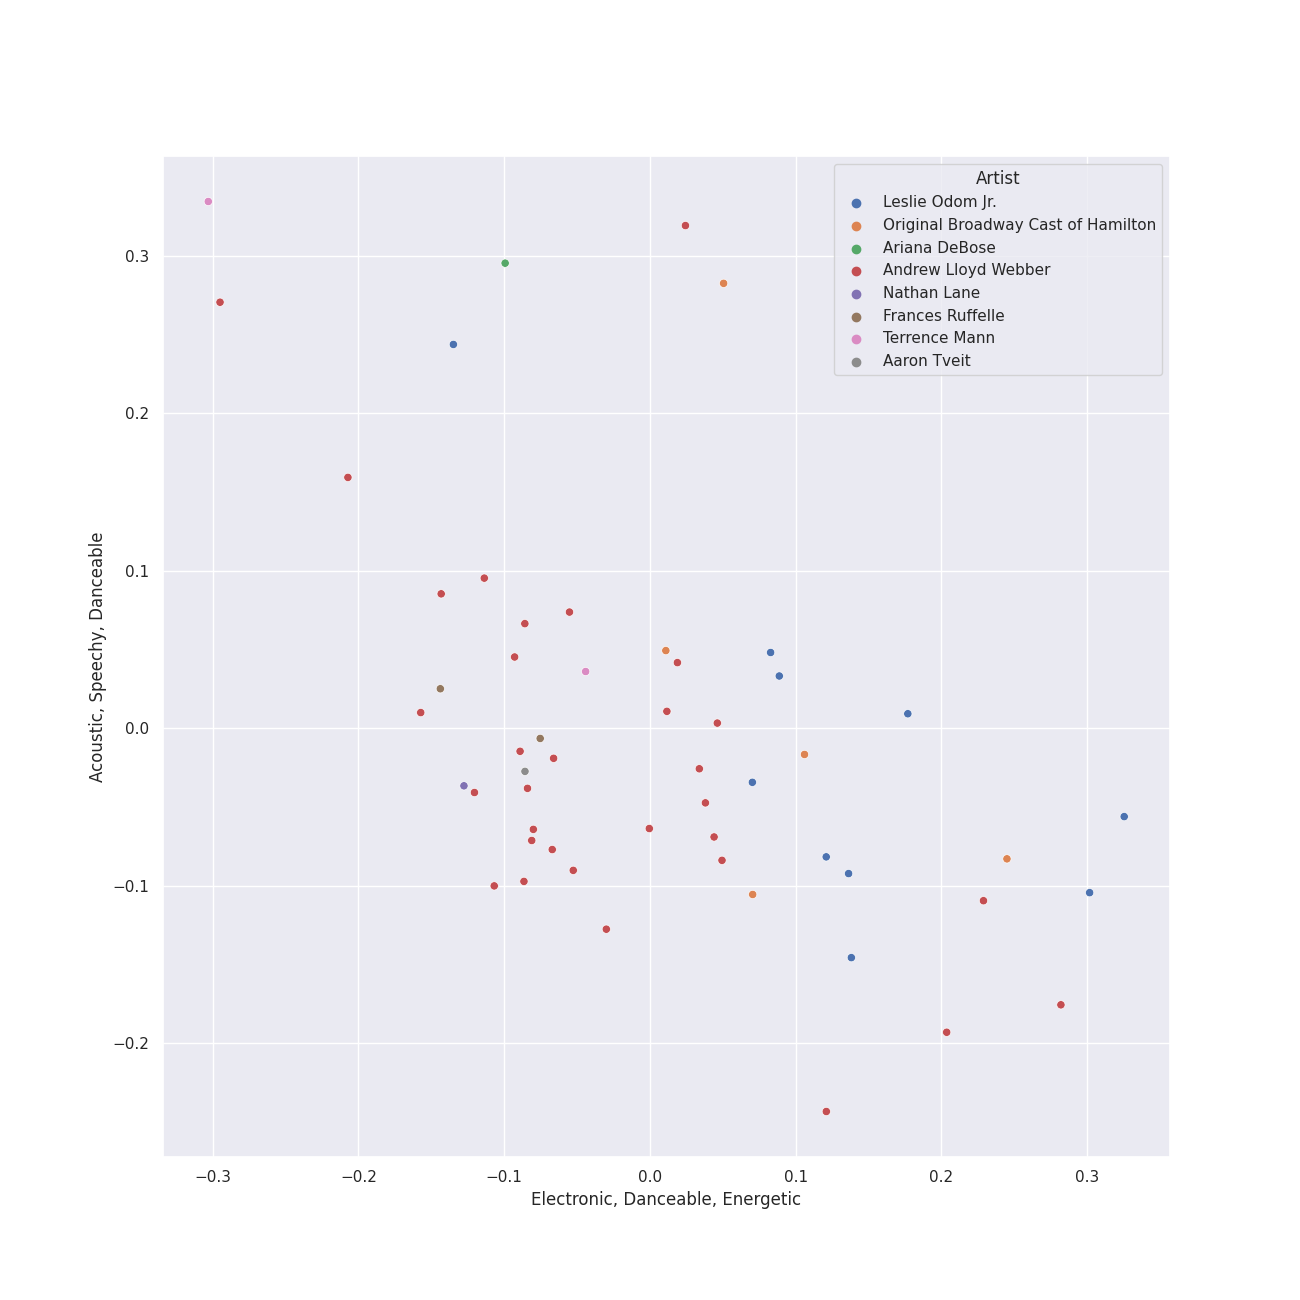 Artist
Leslie Odom Jr.
Original Broadway Cast of Hamilton
Ariana DeBose
Andrew Lloyd Webber
Nathan Lane
Frances Ruffelle
Terrence Mann
Aaron Tveit
0.3
0.2
0.1
0.0
−0.1
−0.2
Acoustic, Speechy, Danceable
−0.3 −0.2 −0.1 0.0 0.1 0.2 0.3
Electronic, Danceable, Energetic